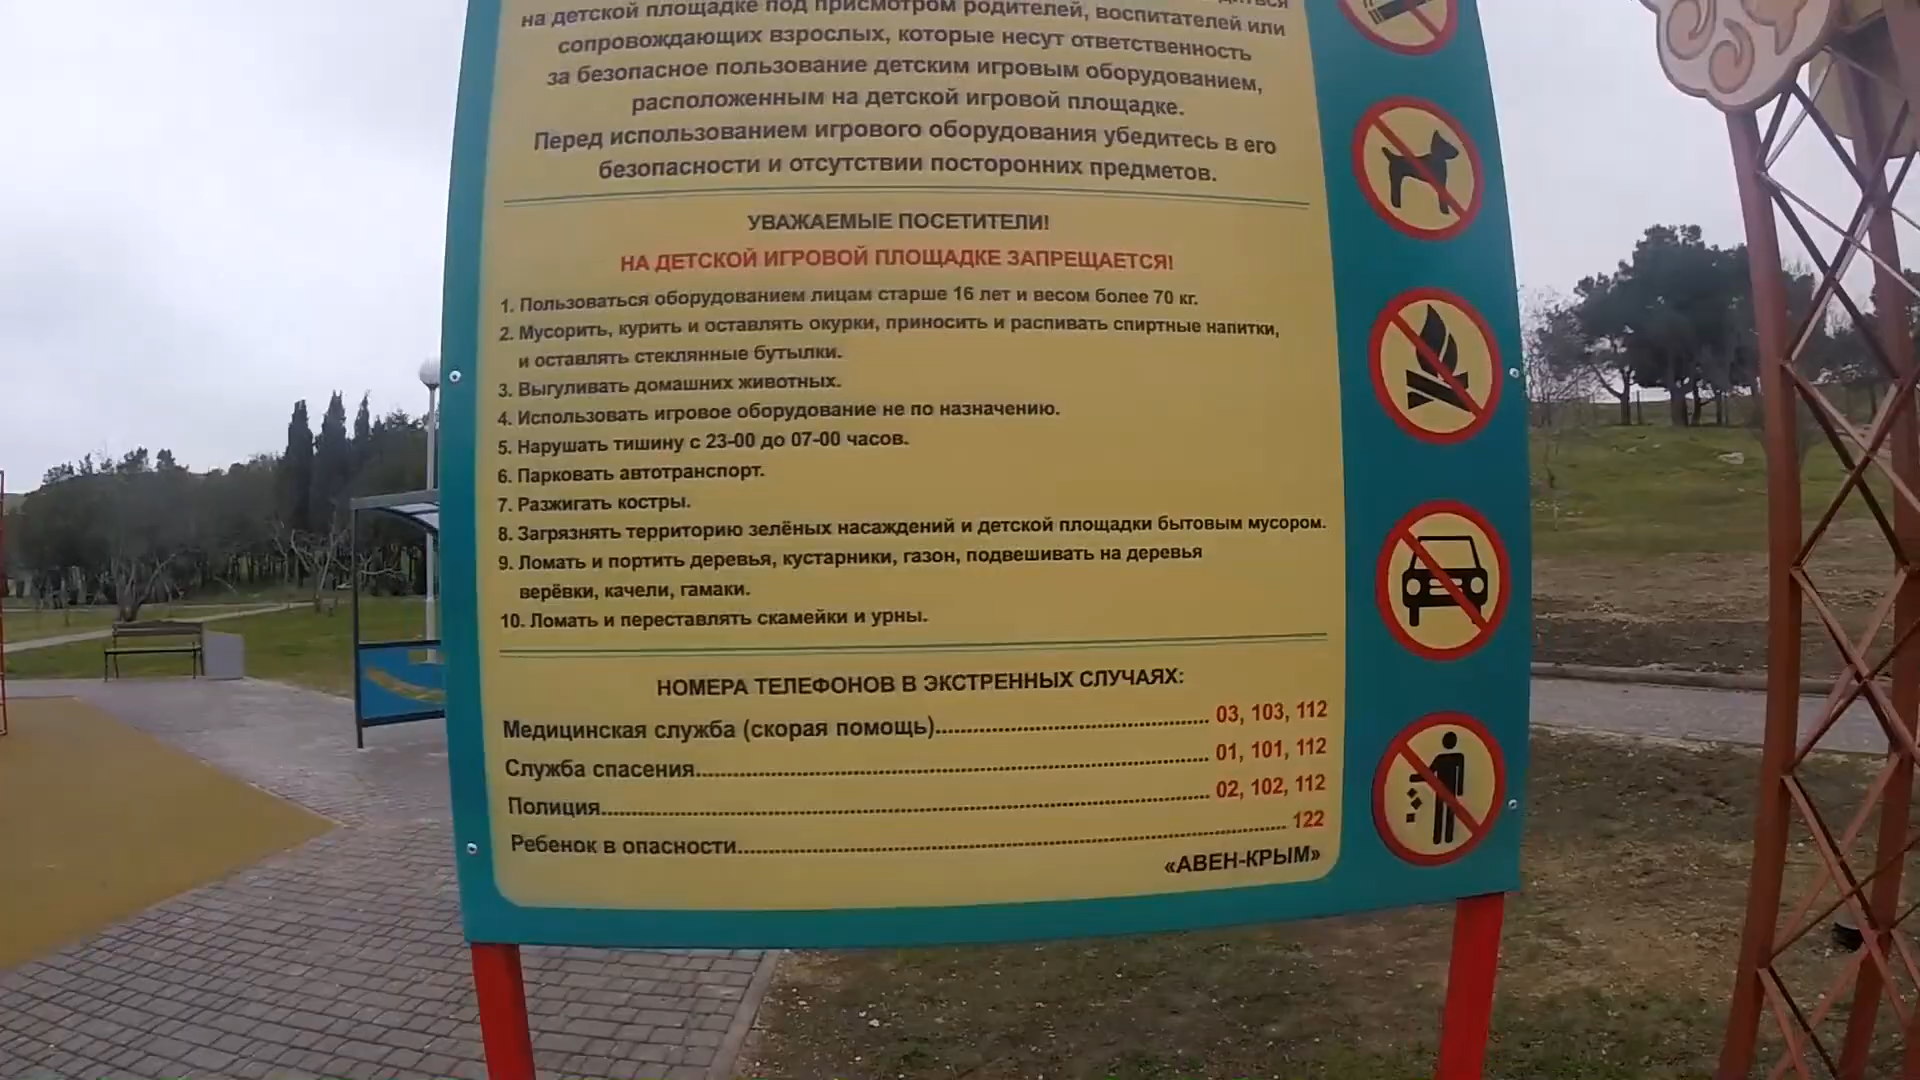 на детской площадке под присмотром родителей, воспитателей или
сопровождающих взрослых, которые несут ответственность
за безопасное пользование детским игровым оборудованием,
расположенным на детской игровой площадке.
Перед использованием игрового оборудования убедитесь в его
безопасности и отсутствии посторонних предметов.
УВАЖАЕМЫЕ ПОСЕТИТЕЛИ!
НА ДЕТСКОЙ ИГРОВОЙ ПЛОЩАДКЕ ЗАПРЕЩАЕТСЯ!
1. Пользоваться оборудованием лицам старше 16 лет и весом более 70 кг.
2. Мусорить, курить и оставлять окурки, приносить и распивать спиртные напитки,
и оставлять стеклянные бутылки.
3. Выгуливать домашних животных.
4. Использовать игровое оборудование не по назначению.
5. Нарушать тишину с 23-00 до 07-00 часов.
6. Парковать автотранспорт.
7. Разжигать костры.
8. Загрязнять территорию зелёных насаждений и детской площадки бытовым мусором.
9. Ломать и портить деревья, кустарники, газон, подвешивать на деревья
верёвки, качели, гамаки.
10. Ломать и переставлять скамейки и урны.
НОМЕРА ТЕЛЕФОНОВ В ЭКСТРЕННЫХ СЛУЧАЯХ:
Медицинская служба (скорая помощь)........ 03, 103, 112
Служба спасения........ 01, 101, 112
Полиция........ 02, 102, 112
Ребенок в опасности........ 122
«АВЕН-КРЫМ»